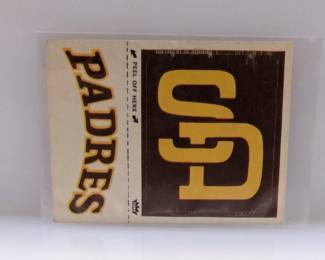 SD
PEEL OFF HERE
PADRES